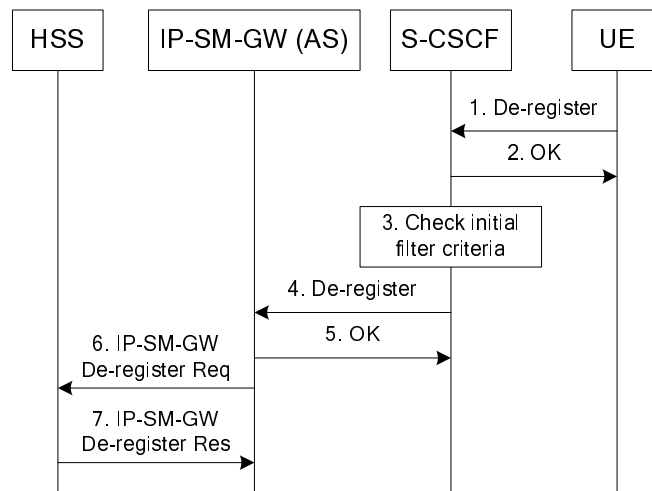 HSS
IP-SM-GW (AS)
S-CSCF
UE
1. De-register
2. OK
3. Check initial
filter criteria
4. De-register
5. OK
6. IP-SM-GW
De-register Req
7. IP-SM-GW
De-register Res